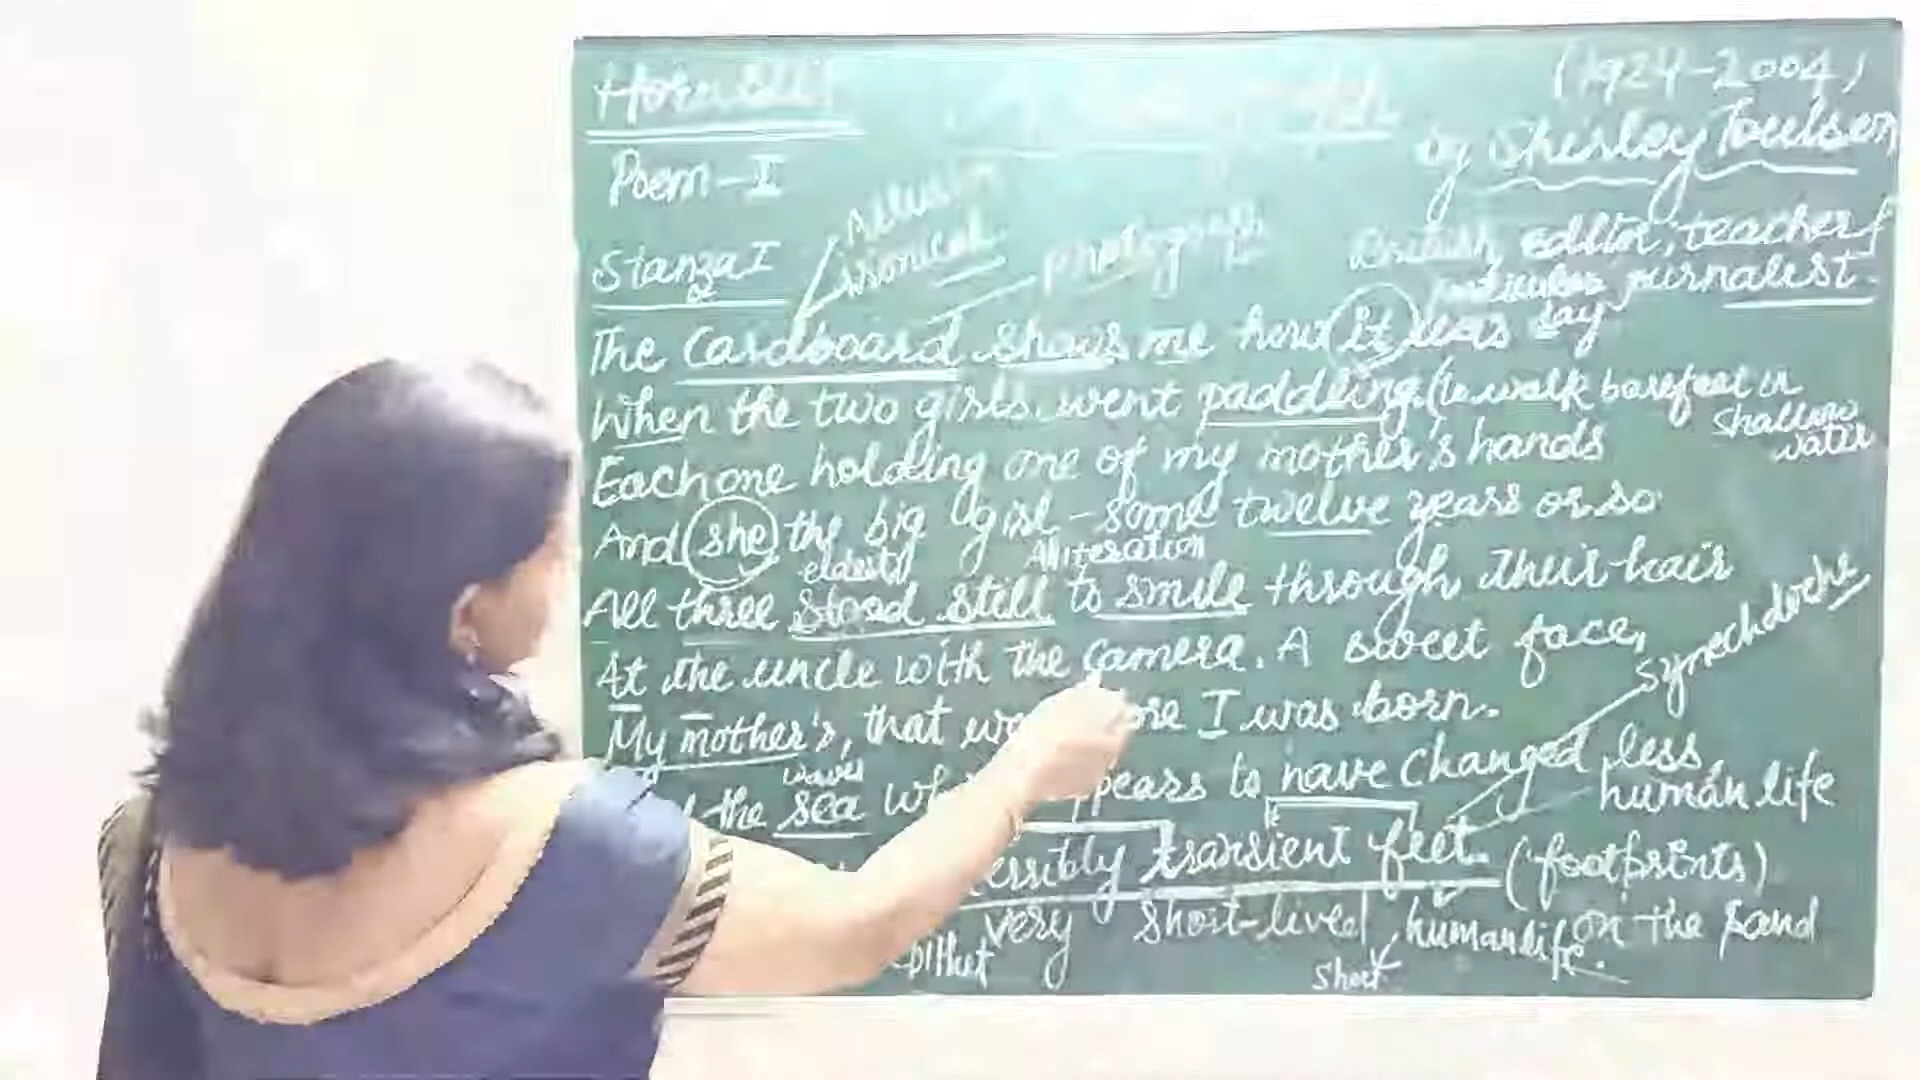 Hornbill
(1924-2004)
A Photograph
by Shirley Toulson
Poem-I
Allusion
ironical
photograph
British editor, teacher
journalist.
Stanza I
particular day
The Cardboard shows me how it was
When the two girls went paddling (to walk barefeet in
shallow water
Each one holding one of my mother's hands
And she the big girl - some twelve years or so
eldest
Alliteration
All three stood still to smile through their hair
At the uncle with the camera. A sweet face,
Synechdoche
My mother's, that was I was born.
waves
the sea appears to have changed less
human life
terribly transient feet (footprints)
very short-lived human life on the sand
short